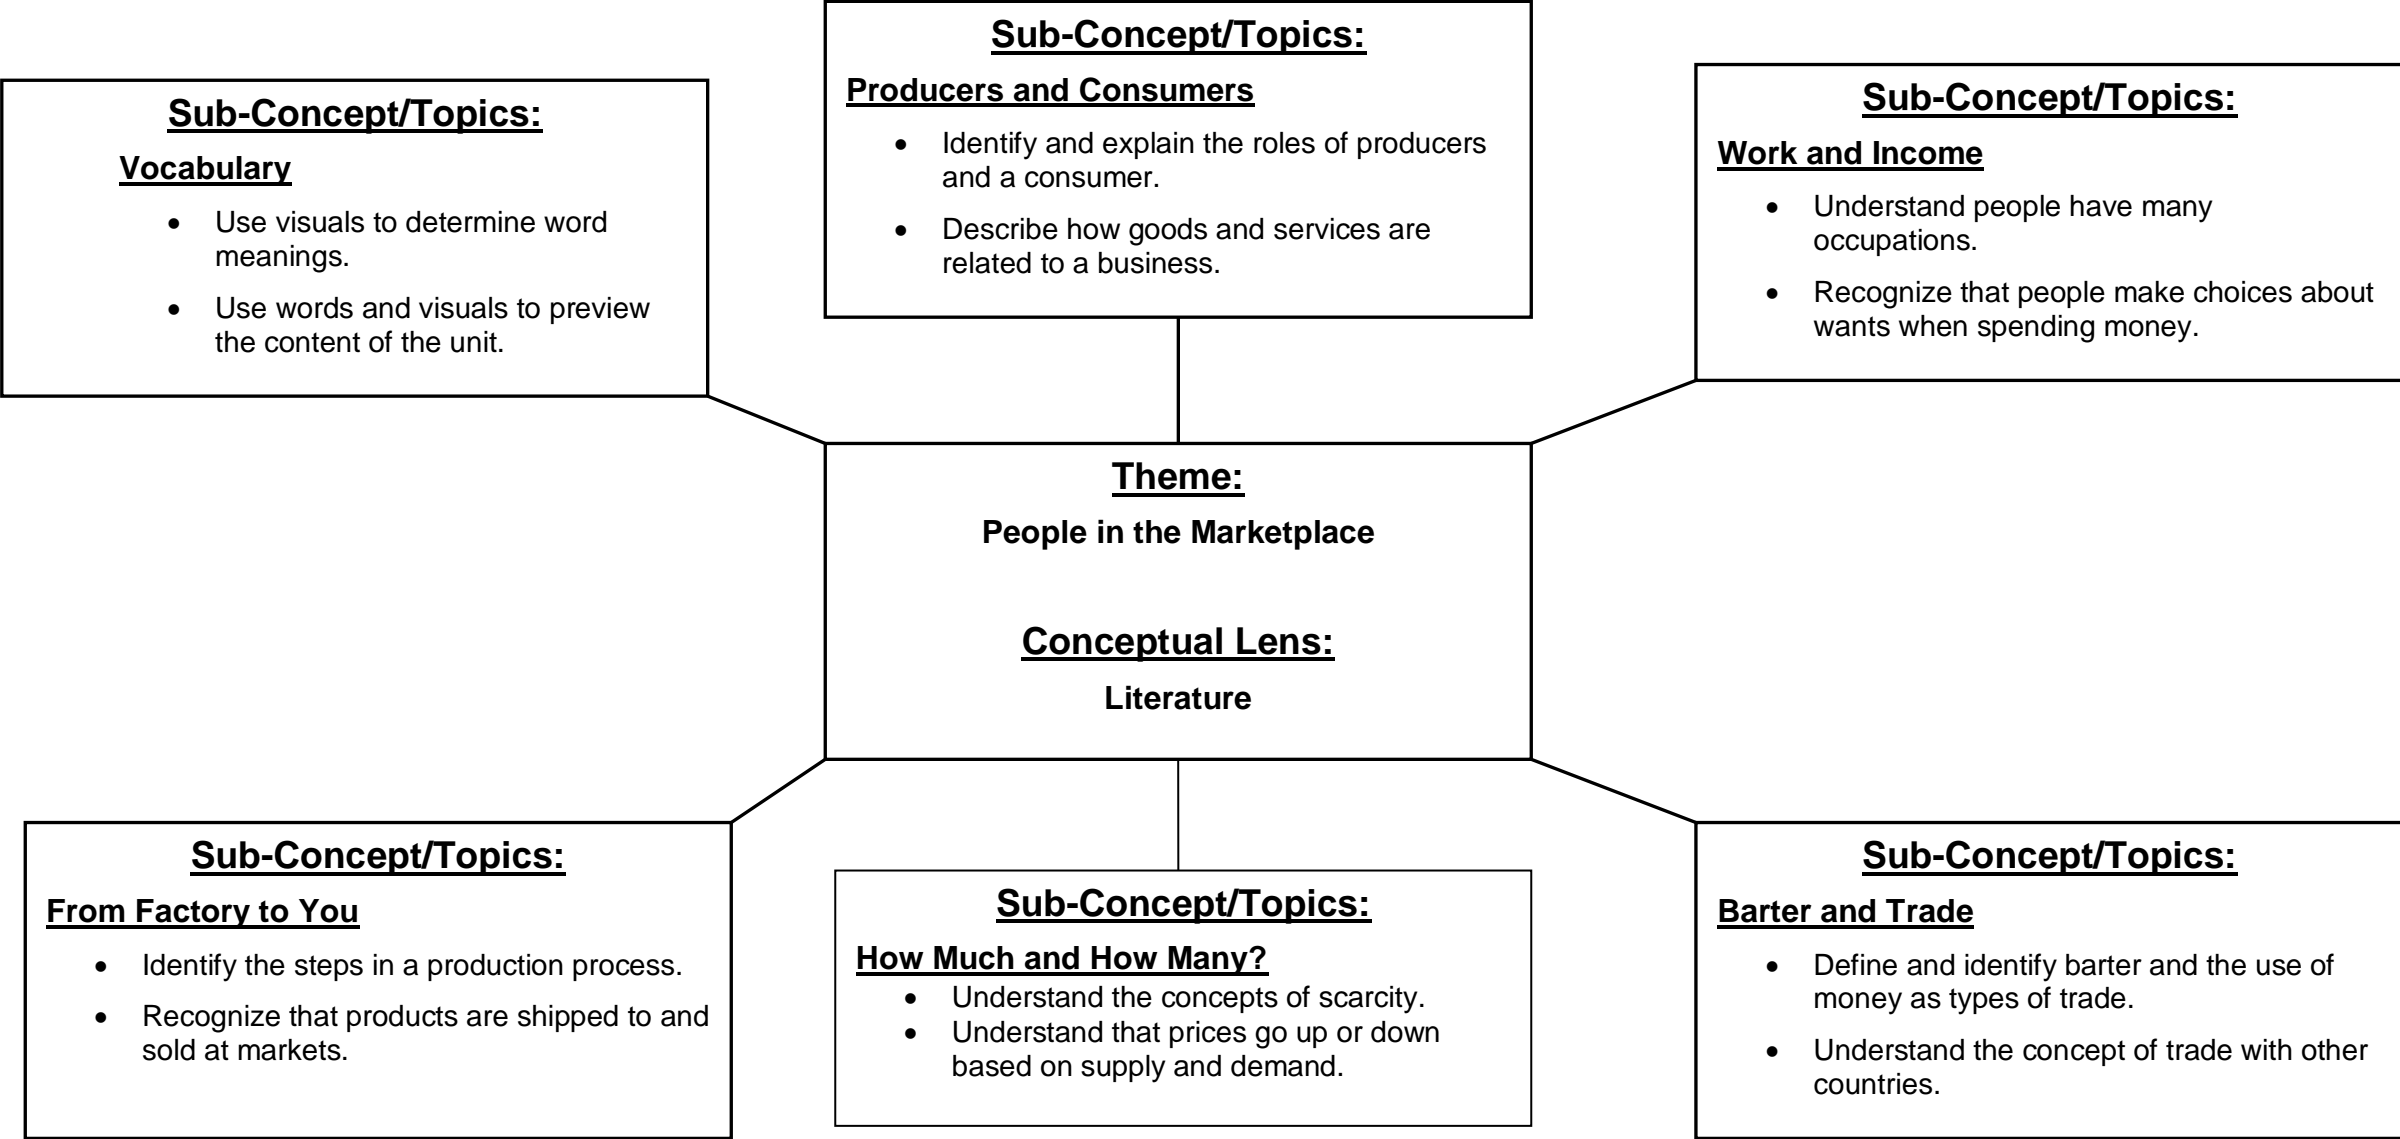 Sub-Concept/Topics:
Vocabulary
• Use visuals to determine word
meanings.
• Use words and visuals to preview
the content of the unit.
Sub-Concept/Topics:
Producers and Consumers
• Identify and explain the roles of producers
and a consumer.
• Describe how goods and services are
related to a business.
Sub-Concept/Topics:
Work and Income
• Understand people have many
occupations.
• Recognize that people make choices about
wants when spending money.
Theme:
People in the Marketplace
Conceptual Lens:
Literature
Sub-Concept/Topics:
From Factory to You
• Identify the steps in a production process.
• Recognize that products are shipped to and
sold at markets.
Sub-Concept/Topics:
How Much and How Many?
• Understand the concepts of scarcity.
• Understand that prices go up or down
based on supply and demand.
Sub-Concept/Topics:
Barter and Trade
• Define and identify barter and the use of
money as types of trade.
• Understand the concept of trade with other
countries.